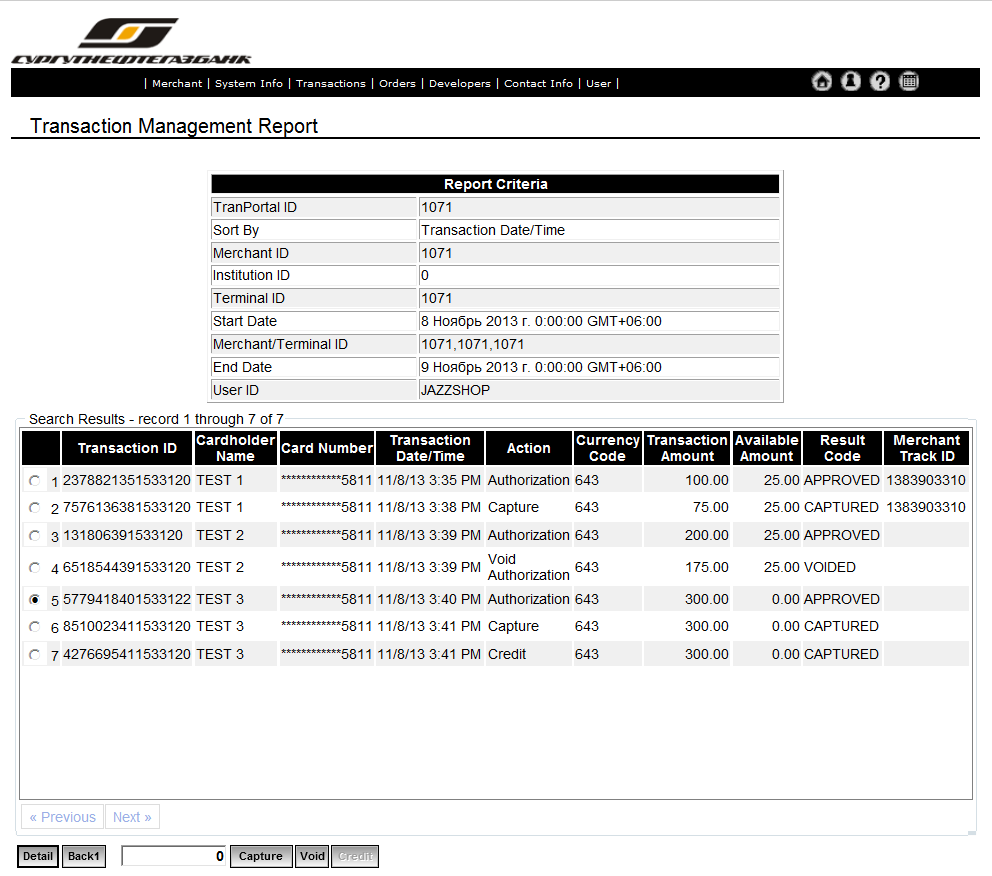 СУРГУТНЕФТЕГАЗБАНК
| Merchant | System Info | Transactions | Orders | Developers | Contact Info | User |
Transaction Management Report
Report Criteria
TranPortal ID 1071
Sort By Transaction Date/Time
Merchant ID 1071
Institution ID 0
Terminal ID 1071
Start Date 8 Ноябрь 2013 г. 0:00:00 GMT+06:00
Merchant/Terminal ID 1071,1071,1071
End Date 9 Ноябрь 2013 г. 0:00:00 GMT+06:00
User ID JAZZSHOP
Search Results - record 1 through 7 of 7
Transaction ID Cardholder Name Card Number Transaction Date/Time Action Currency Code Transaction Amount Available Amount Result Code Merchant Track ID
1 2378821351533120 TEST 1 ************5811 11/8/13 3:35 PM Authorization 643 100.00 25.00 APPROVED 1383903310
2 7576136381533120 TEST 1 ************5811 11/8/13 3:38 PM Capture 643 75.00 25.00 CAPTURED 1383903310
3 131806391533120 TEST 2 ************5811 11/8/13 3:39 PM Authorization 643 200.00 25.00 APPROVED
4 6518544391533120 TEST 2 ************5811 11/8/13 3:39 PM Void Authorization 643 175.00 25.00 VOIDED
5 5779418401533122 TEST 3 ************5811 11/8/13 3:40 PM Authorization 643 300.00 0.00 APPROVED
6 8510023411533120 TEST 3 ************5811 11/8/13 3:41 PM Capture 643 300.00 0.00 CAPTURED
7 4276695411533120 TEST 3 ************5811 11/8/13 3:41 PM Credit 643 300.00 0.00 CAPTURED
« Previous Next »
Detail Back1 0 Capture Void Credit